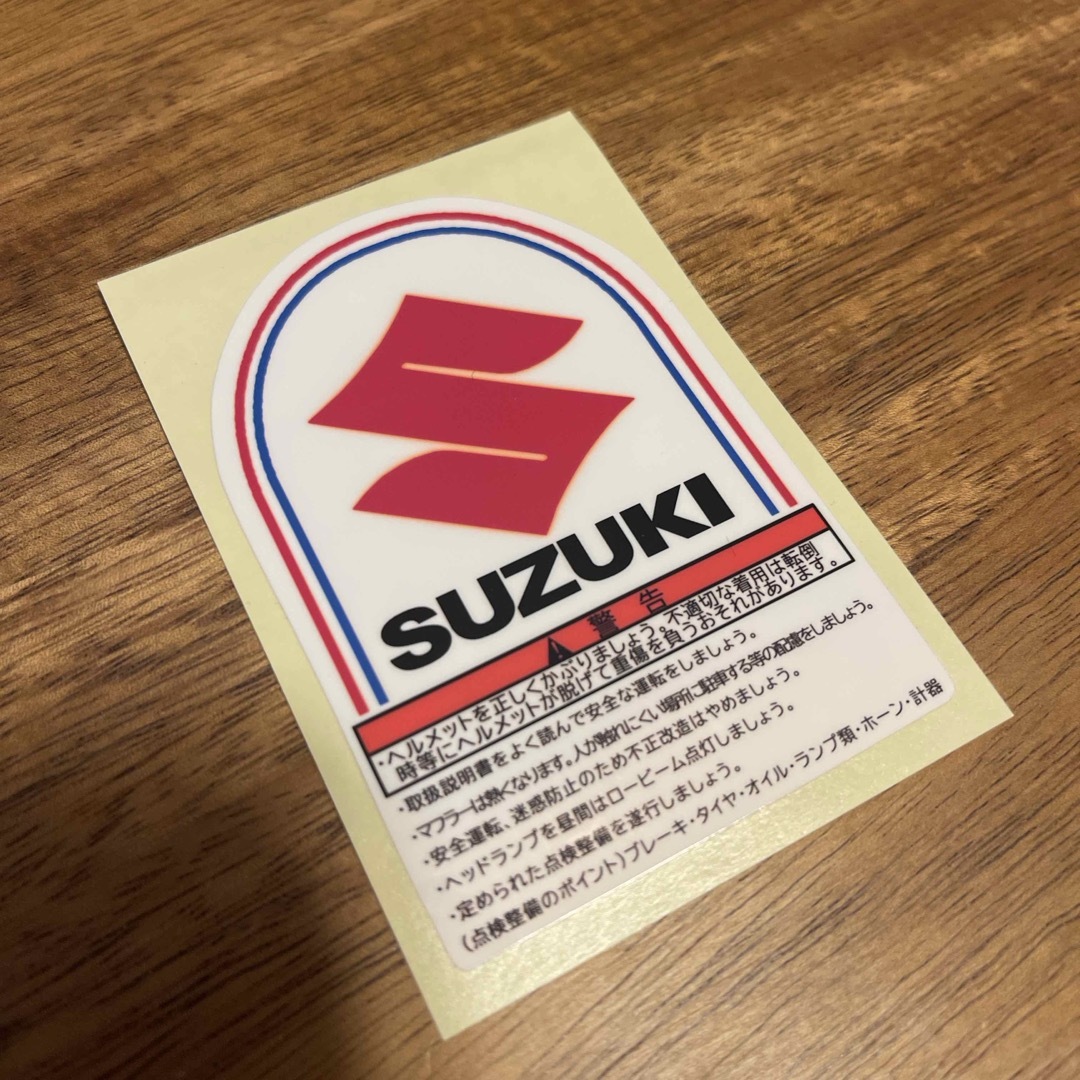 SUZUKI
警告
・ヘルメットを正しくかぶりましょう。不適切な着用は転倒
時等にヘルメットが脱げて重傷を負うおそれがあります。
・取扱説明書をよく読んで安全な運転をしましょう。
・マフラーは熱くなります。人が触れにくい場所に駐車する等の配慮をしましょう。
・安全運転、迷惑防止のため不正改造はやめましょう。
・ヘッドランプを昼間はロービーム点灯しましょう。
・定められた点検整備を遂行しましょう。
(点検整備のポイント)ブレーキ・タイヤ・オイル・ランプ類・ホーン・計器